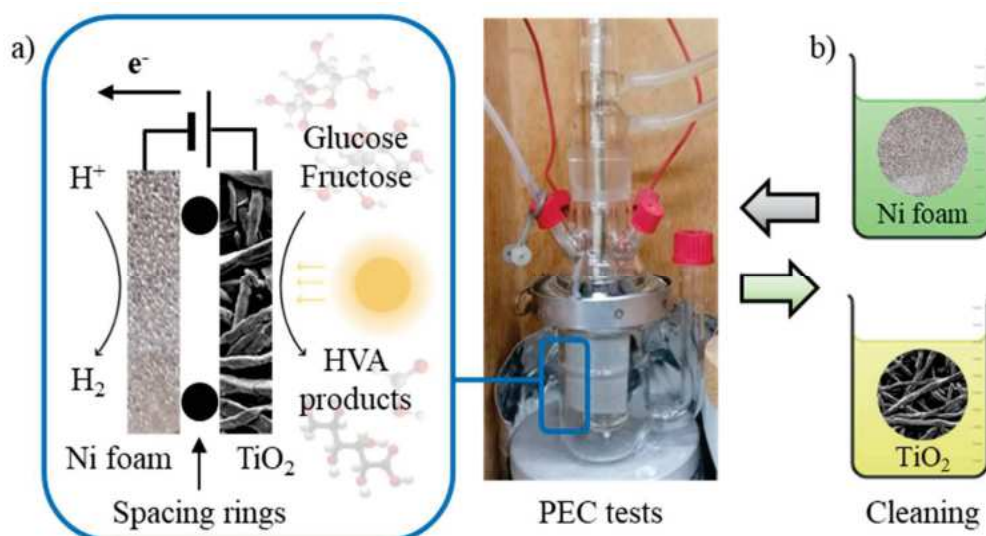 a)
e⁻
H⁺
Glucose
Fructose
H₂
HVA
products
Ni foam
TiO₂
Spacing rings
PEC tests
b)
Ni foam
TiO₂
Cleaning